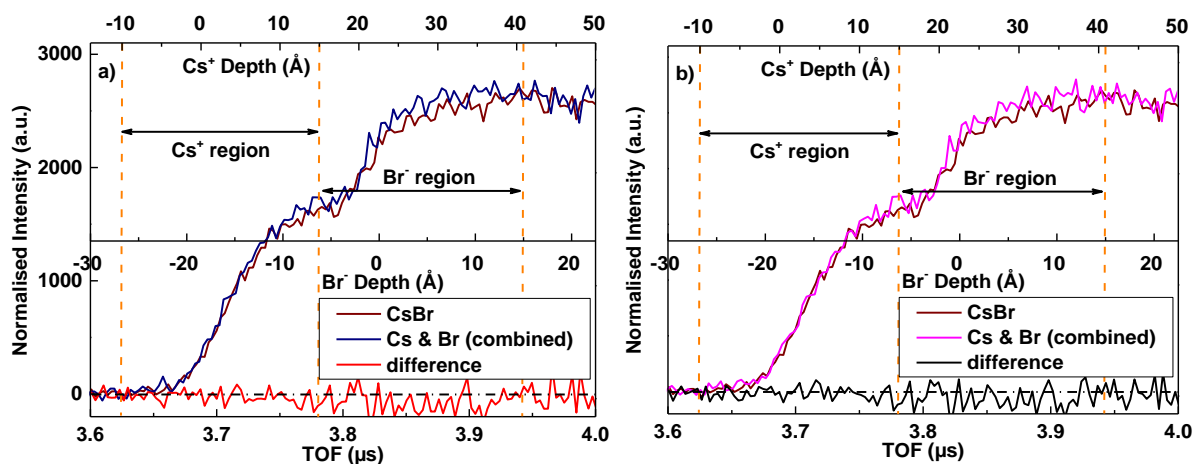 -10 0 10 20 30 40 50
3000
a)
Cs⁺ Depth (Å)
Cs⁺ region
Br⁻ region
2000
1000
0
Normalised Intensity (a.u.)
-30 -20 -10 0 10 20
Br⁻ Depth (Å)
CsBr
Cs & Br (combined)
difference
3.6 3.7 3.8 3.9 4.0
TOF (µs)
-10 0 10 20 30 40 50
b)
Cs⁺ Depth (Å)
Cs⁺ region
Br⁻ region
Normalised Intensity (a.u.)
-30 -20 -10 0 10 20
Br⁻ Depth (Å)
CsBr
Cs & Br (combined)
difference
3.6 3.7 3.8 3.9 4.0
TOF (µs)